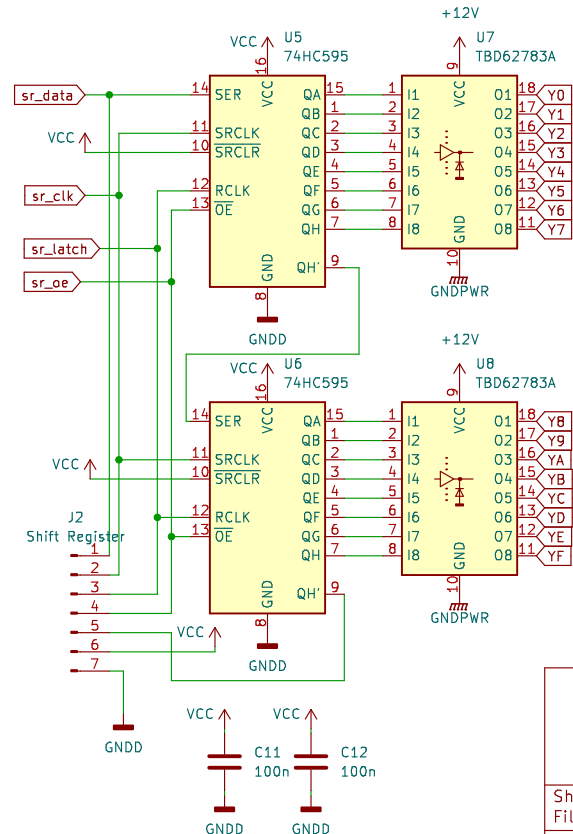 +12V
U5
74HC595
VCC
U7
TBD62783A
16
VCC
9
VCC
sr_data
14 SER
QA 15
1 I1
O1 18 Y0
QB 1
2 I2
O2 17 Y1
VCC
11 SRCLK
QC 2
3 I3
O3 16 Y2
10 SRCLR
QD 3
4 I4
O4 15 Y3
QE 4
5 I5
O5 14 Y4
sr_clk
12 RCLK
QF 5
6 I6
O6 13 Y5
13 OE
QG 6
7 I7
O7 12 Y6
QH 7
8 I8
O8 11 Y7
sr_latch
GND
10
GNDPWR
QH' 9
sr_oe
GND
8
GNDD
+12V
U6
74HC595
VCC
U8
TBD62783A
16
VCC
9
VCC
14 SER
QA 15
1 I1
O1 18 Y8
QB 1
2 I2
O2 17 Y9
VCC
11 SRCLK
QC 2
3 I3
O3 16 YA
10 SRCLR
QD 3
4 I4
O4 15 YB
QE 4
5 I5
O5 14 YC
12 RCLK
QF 5
6 I6
O6 13 YD
13 OE
QG 6
7 I7
O7 12 YE
QH 7
8 I8
O8 11 YF
GND
10
GNDPWR
QH' 9
GND
8
GNDD
J2
Shift Register
1
2
3
4
5
6
7
VCC
GNDD
VCC
C11
100n
GNDD
VCC
C12
100n
GNDD
Sh
Fil